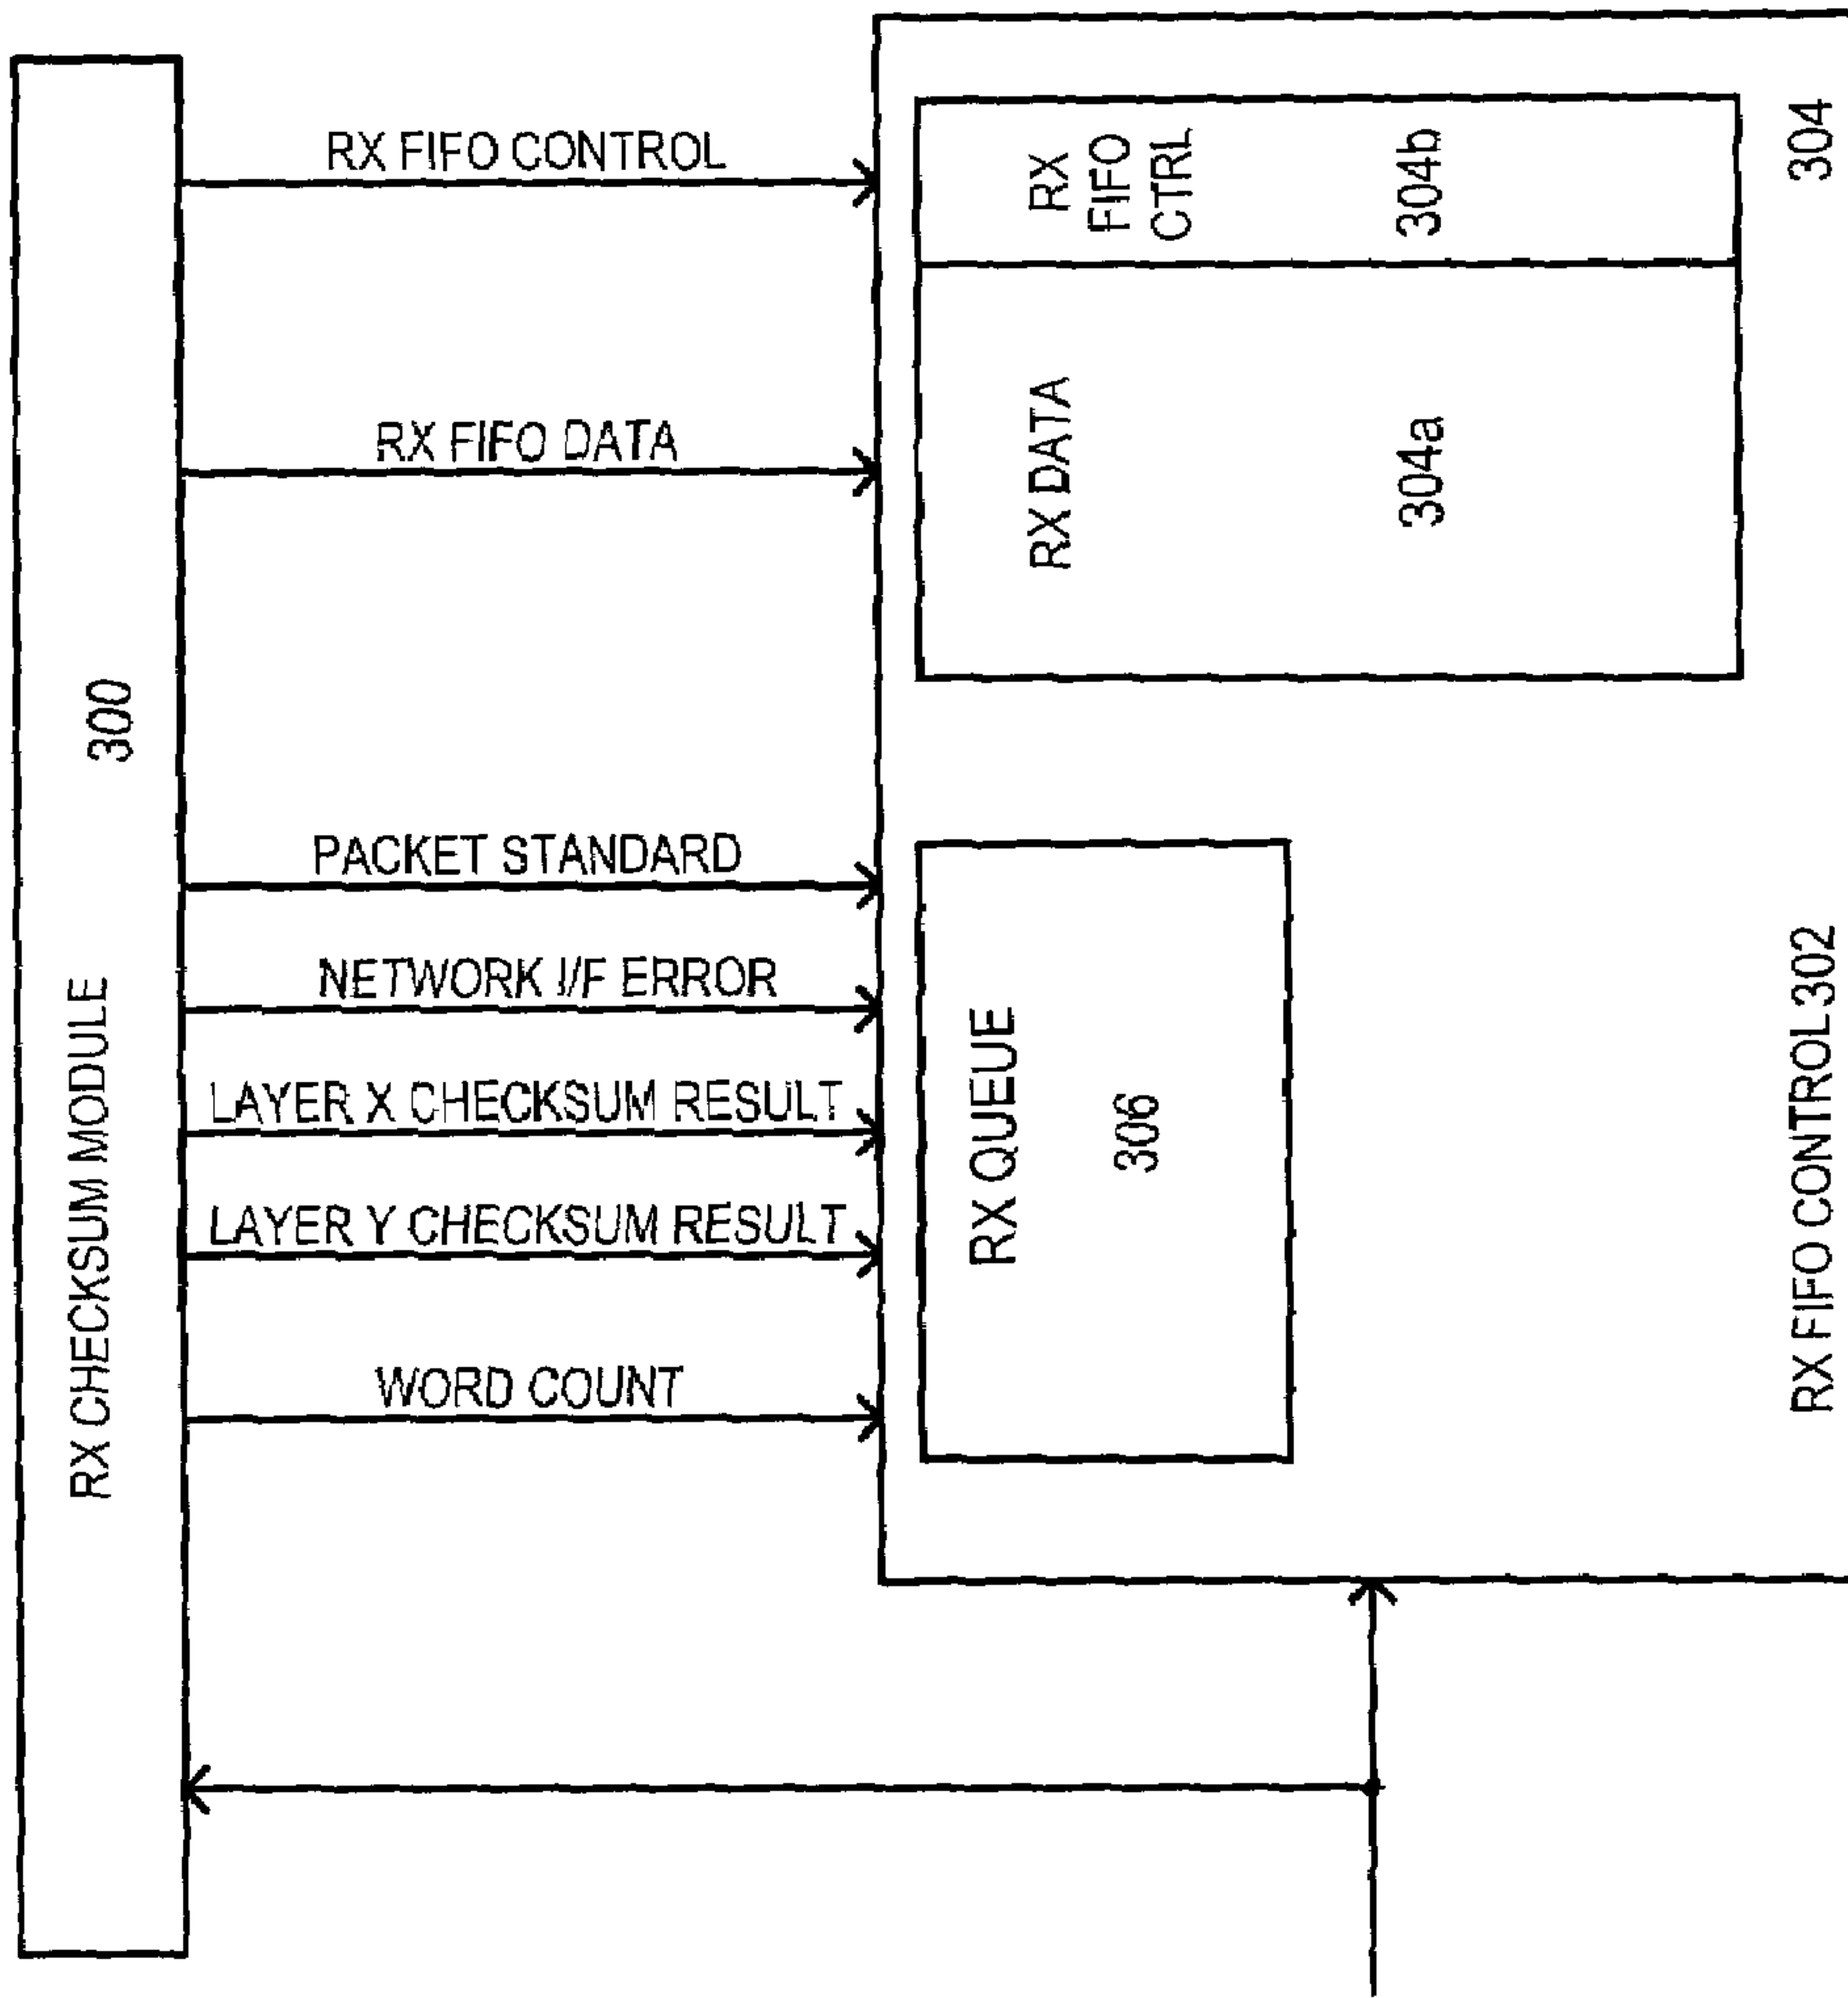 RX CHECKSUM MODULE
300
RX FIFO CONTROL
RX FIFO DATA
PACKET STANDARD
NETWORK I/F ERROR
LAYER X CHECKSUM RESULT
LAYER Y CHECKSUM RESULT
WORD COUNT
RX
FIFO
CTRL
304b
RX DATA
304a
304
RX QUEUE
306
RX FIFO CONTROL 302